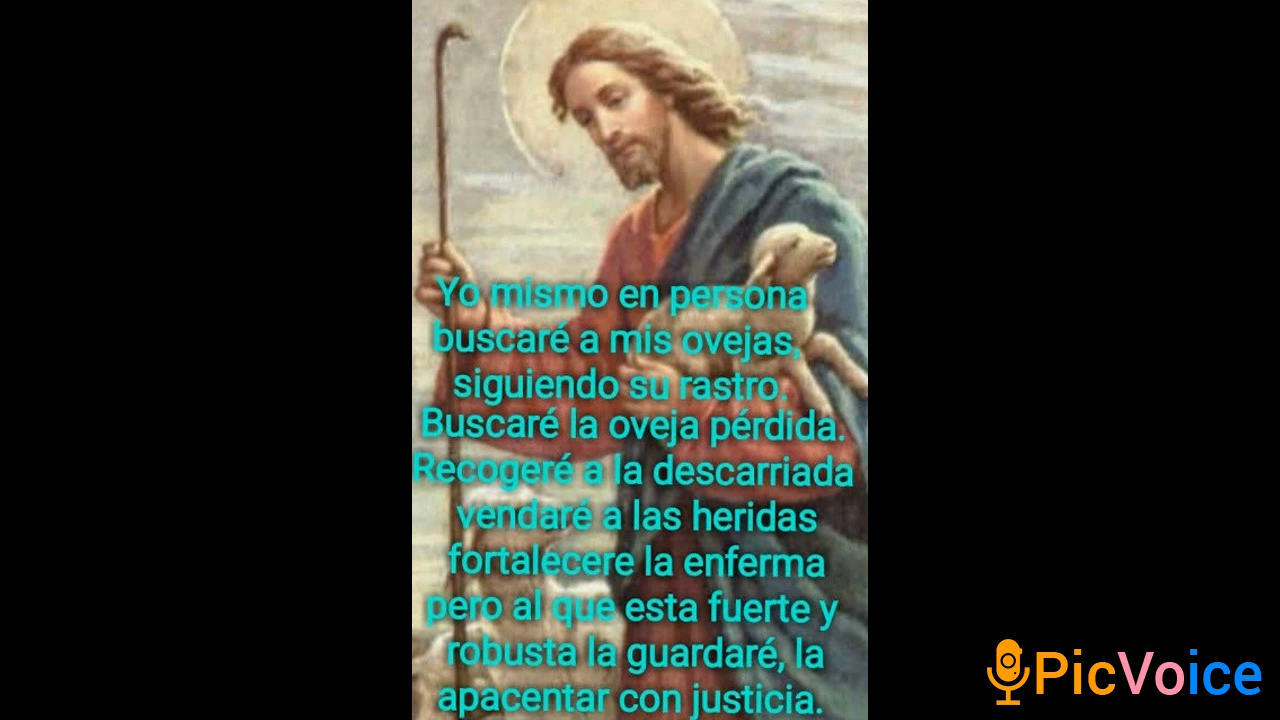 Yo mismo en persona
buscaré a mis ovejas,
siguiendo su rastro.
Buscaré la oveja pérdida.
Recogeré a la descarriada
vendaré a las heridas
fortalecere la enferma
pero al que esta fuerte y
robusta la guardaré, la
apacentar con justicia.
PicVoice